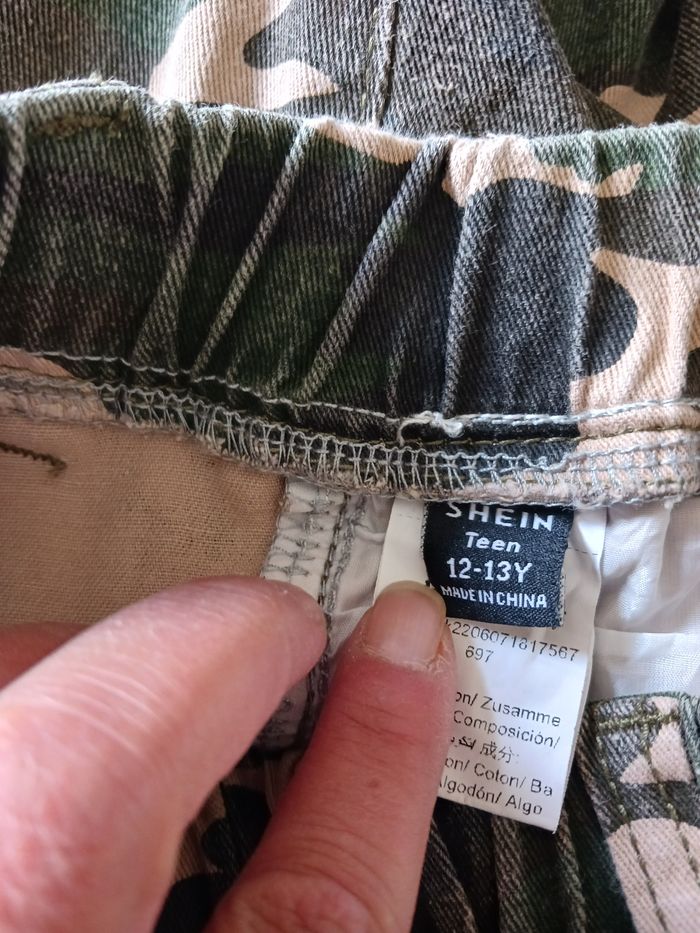 SHEIN
Teen
12-13Y
MADE IN CHINA
2206071817567
697
on/ Zusamme
Composición/
成分:
on/ Coton/ Ba
Algodón/ Algo